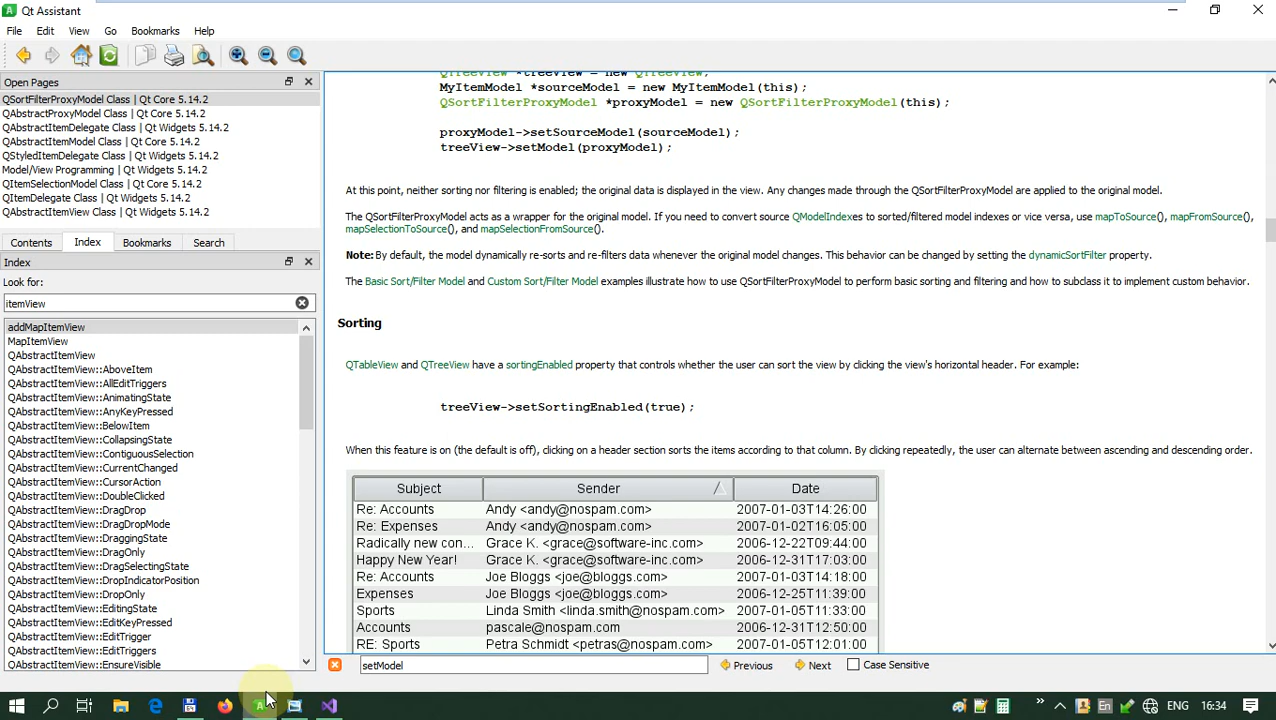 Qt Assistant
File Edit View Go Bookmarks Help
Open Pages
QSortFilterProxyModel Class | Qt Core 5.14.2
QAbstractProxyModel Class | Qt Core 5.14.2
QAbstractItemDelegate Class | Qt Widgets 5.14.2
QAbstractItemModel Class | Qt Core 5.14.2
QStyledItemDelegate Class | Qt Widgets 5.14.2
Model/View Programming | Qt Widgets 5.14.2
QItemSelectionModel Class | Qt Core 5.14.2
QItemDelegate Class | Qt Widgets 5.14.2
QAbstractItemView Class | Qt Widgets 5.14.2
Contents Index Bookmarks Search
Index
Look for:
itemView
addMapItemView
MapItemView
QAbstractItemView
QAbstractItemView::AboveItem
QAbstractItemView::AllEditTriggers
QAbstractItemView::AnimatingState
QAbstractItemView::AnyKeyPressed
QAbstractItemView::BelowItem
QAbstractItemView::CollapsingState
QAbstractItemView::ContiguousSelection
QAbstractItemView::CurrentChanged
QAbstractItemView::CursorAction
QAbstractItemView::DoubleClicked
QAbstractItemView::DragDrop
QAbstractItemView::DragDropMode
QAbstractItemView::DraggingState
QAbstractItemView::DragOnly
QAbstractItemView::DragSelectingState
QAbstractItemView::DropIndicatorPosition
QAbstractItemView::DropOnly
QAbstractItemView::EditingState
QAbstractItemView::EditKeyPressed
QAbstractItemView::EditTrigger
QAbstractItemView::EditTriggers
QAbstractItemView::EnsureVisible
QTreeView *treeView = new QTreeView;
MyItemModel *sourceModel = new MyItemModel(this);
QSortFilterProxyModel *proxyModel = new QSortFilterProxyModel(this);
proxyModel->setSourceModel(sourceModel);
treeView->setModel(proxyModel);
At this point, neither sorting nor filtering is enabled; the original data is displayed in the view. Any changes made through the QSortFilterProxyModel are applied to the original model.
The QSortFilterProxyModel acts as a wrapper for the original model. If you need to convert source QModelIndexes to sorted/filtered model indexes or vice versa, use mapToSource(), mapFromSource(),
mapSelectionToSource(), and mapSelectionFromSource().
Note: By default, the model dynamically re-sorts and re-filters data whenever the original model changes. This behavior can be changed by setting the dynamicSortFilter property.
The Basic Sort/Filter Model and Custom Sort/Filter Model examples illustrate how to use QSortFilterProxyModel to perform basic sorting and filtering and how to subclass it to implement custom behavior.
Sorting
QTableView and QTreeView have a sortingEnabled property that controls whether the user can sort the view by clicking the view's horizontal header. For example:
treeView->setSortingEnabled(true);
When this feature is on (the default is off), clicking on a header section sorts the items according to that column. By clicking repeatedly, the user can alternate between ascending and descending order.
Subject Sender Date
Re: Accounts Andy <andy@nospam.com> 2007-01-03T14:26:00
Re: Expenses Andy <andy@nospam.com> 2007-01-02T16:05:00
Radically new con... Grace K. <grace@software-inc.com> 2006-12-22T09:44:00
Happy New Year! Grace K. <grace@software-inc.com> 2006-12-31T17:03:00
Re: Accounts Joe Bloggs <joe@bloggs.com> 2007-01-03T14:18:00
Expenses Joe Bloggs <joe@bloggs.com> 2006-12-25T11:39:00
Sports Linda Smith <linda.smith@nospam.com> 2007-01-05T11:33:00
Accounts pascale@nospam.com 2006-12-31T12:50:00
RE: Sports Petra Schmidt <petras@nospam.com> 2007-01-05T12:01:00
setModel Previous Next Case Sensitive
En ENG 16:34